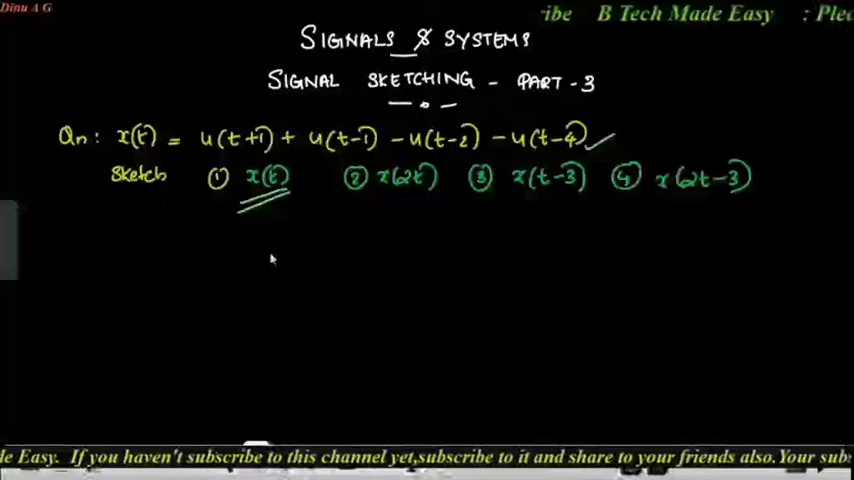 Dinu A G
ibe B Tech Made Easy : Plea
SIGNALS & SYSTEMS
SIGNAL SKETCHING - PART-3
Qn: x(t) = u(t+1) + u(t-1) - u(t-2) - u(t-4)
Sketch ① x(t) ② x(2t) ③ x(t-3) ④ x(2t-3)
de Easy. If you haven't subscribe to this channel yet,subscribe to it and share to your friends also.Your sub